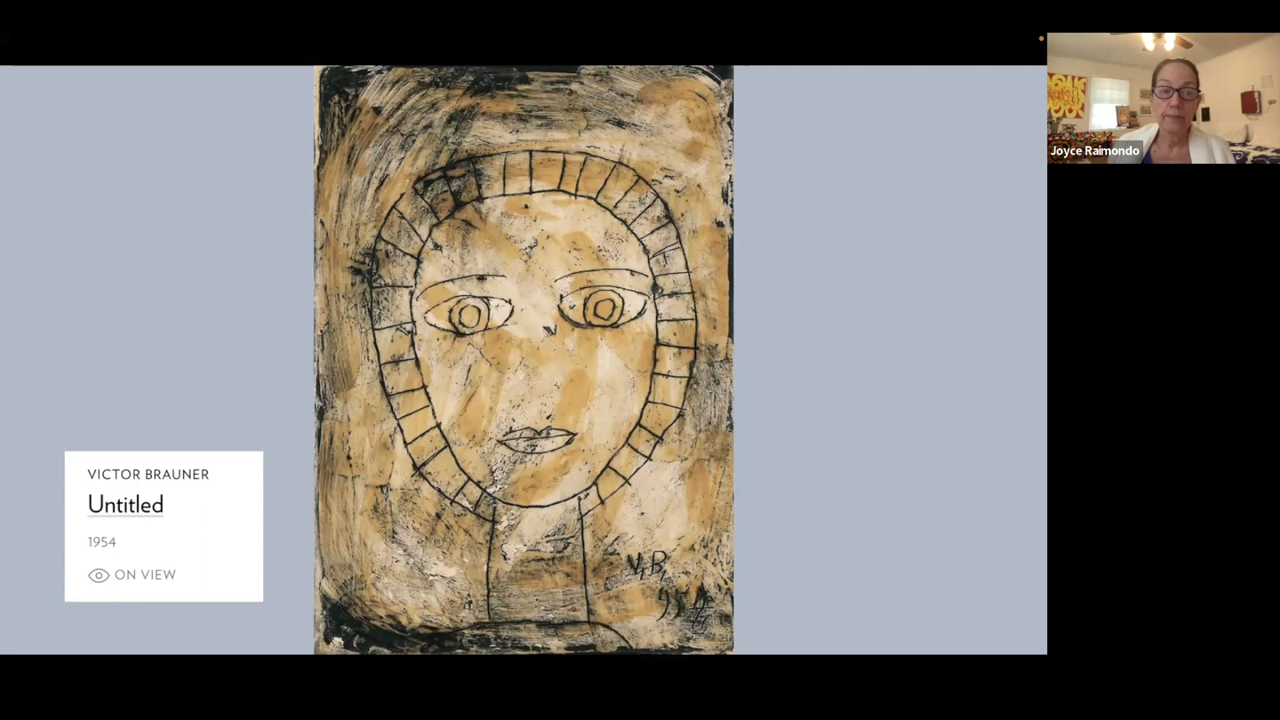 VICTOR BRAUNER
Untitled
1954
ON VIEW
V.B.
Joyce Raimondo